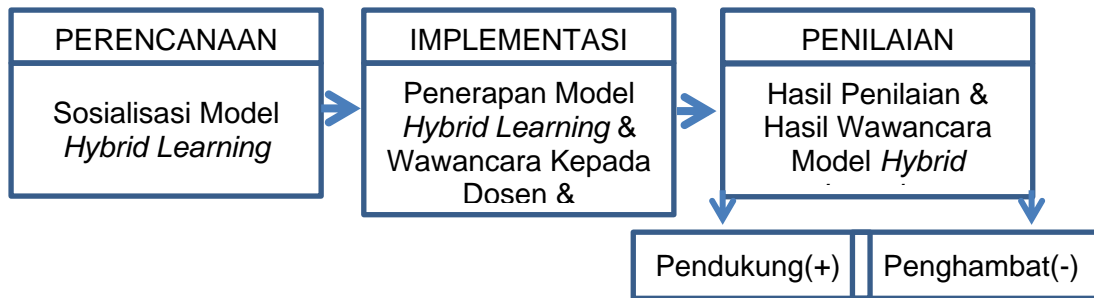 PERENCANAAN
Sosialisasi Model
Hybrid Learning
IMPLEMENTASI
Penerapan Model
Hybrid Learning &
Wawancara Kepada
Dosen &
PENILAIAN
Hasil Penilaian &
Hasil Wawancara
Model Hybrid
Pendukung(+)
Penghambat(-)